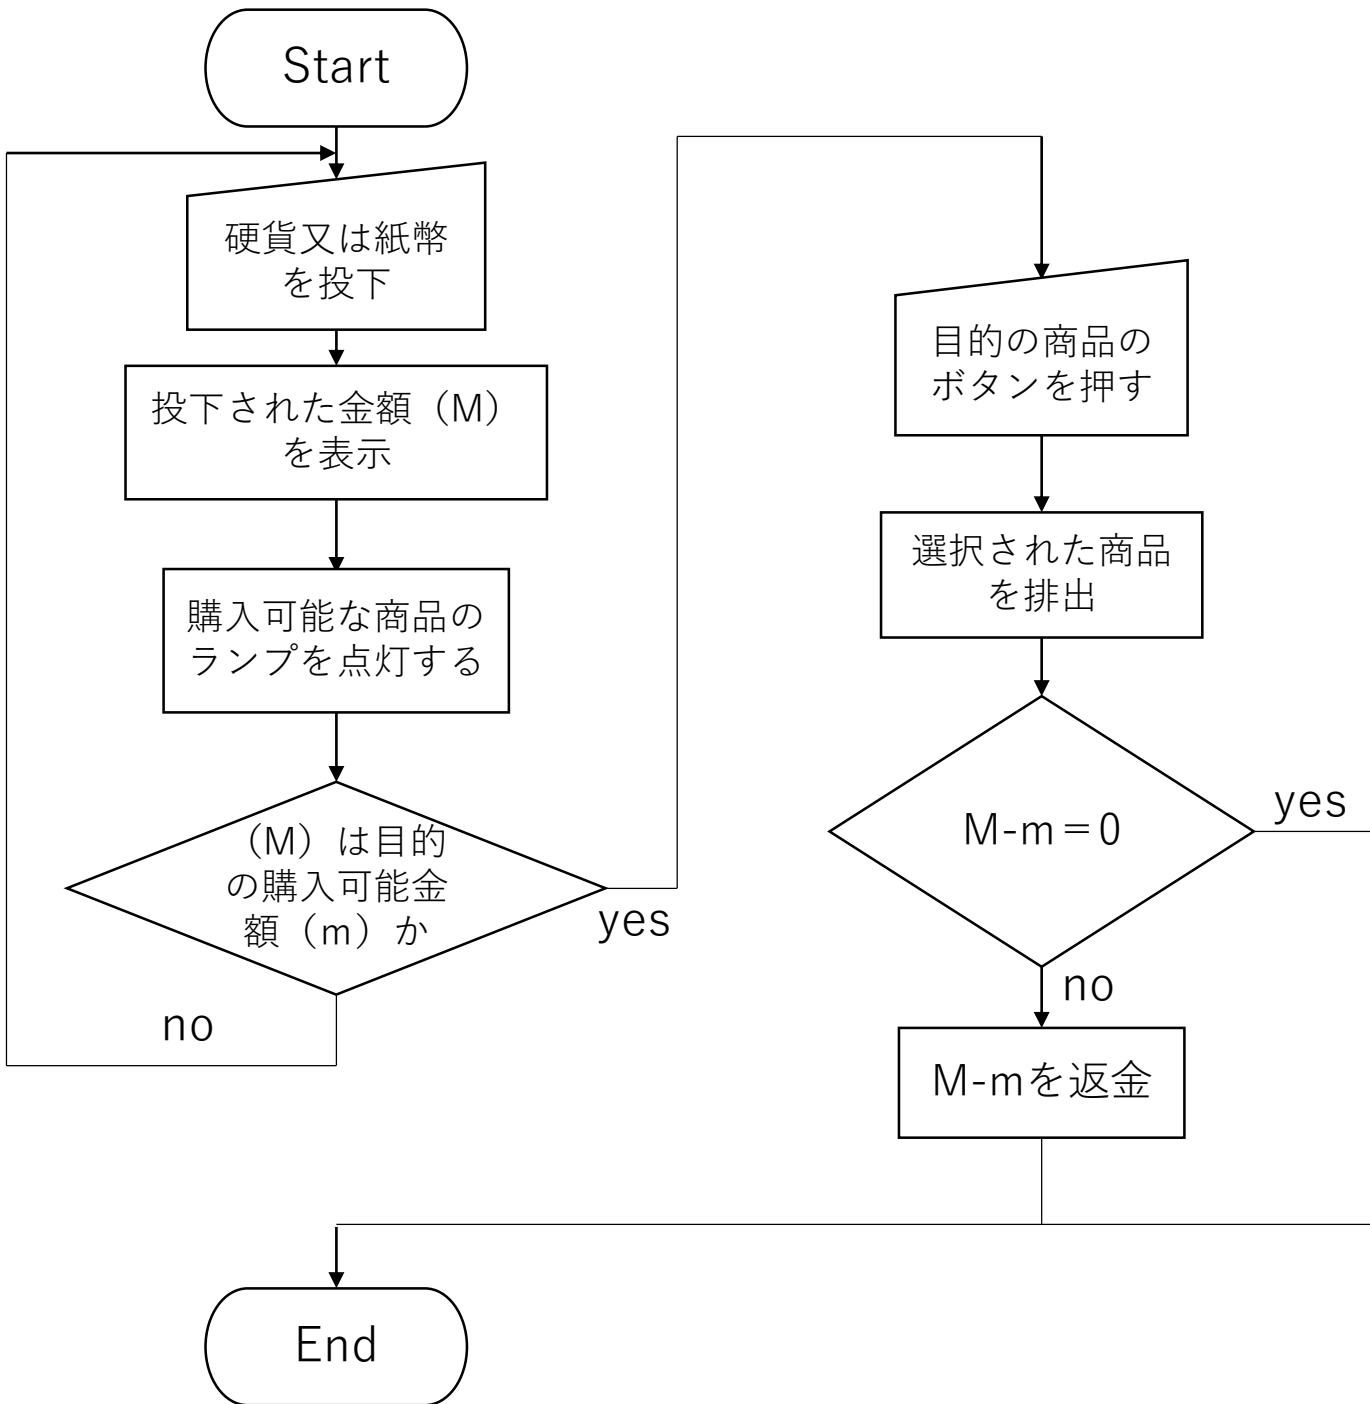 Start
硬貨又は紙幣
を投下
投下された金額（M）
を表示
購入可能な商品の
ランプを点灯する
（M）は目的
の購入可能金
額（m）か
yes
no
目的の商品の
ボタンを押す
選択された商品
を排出
M-m＝0
yes
no
M-mを返金
End